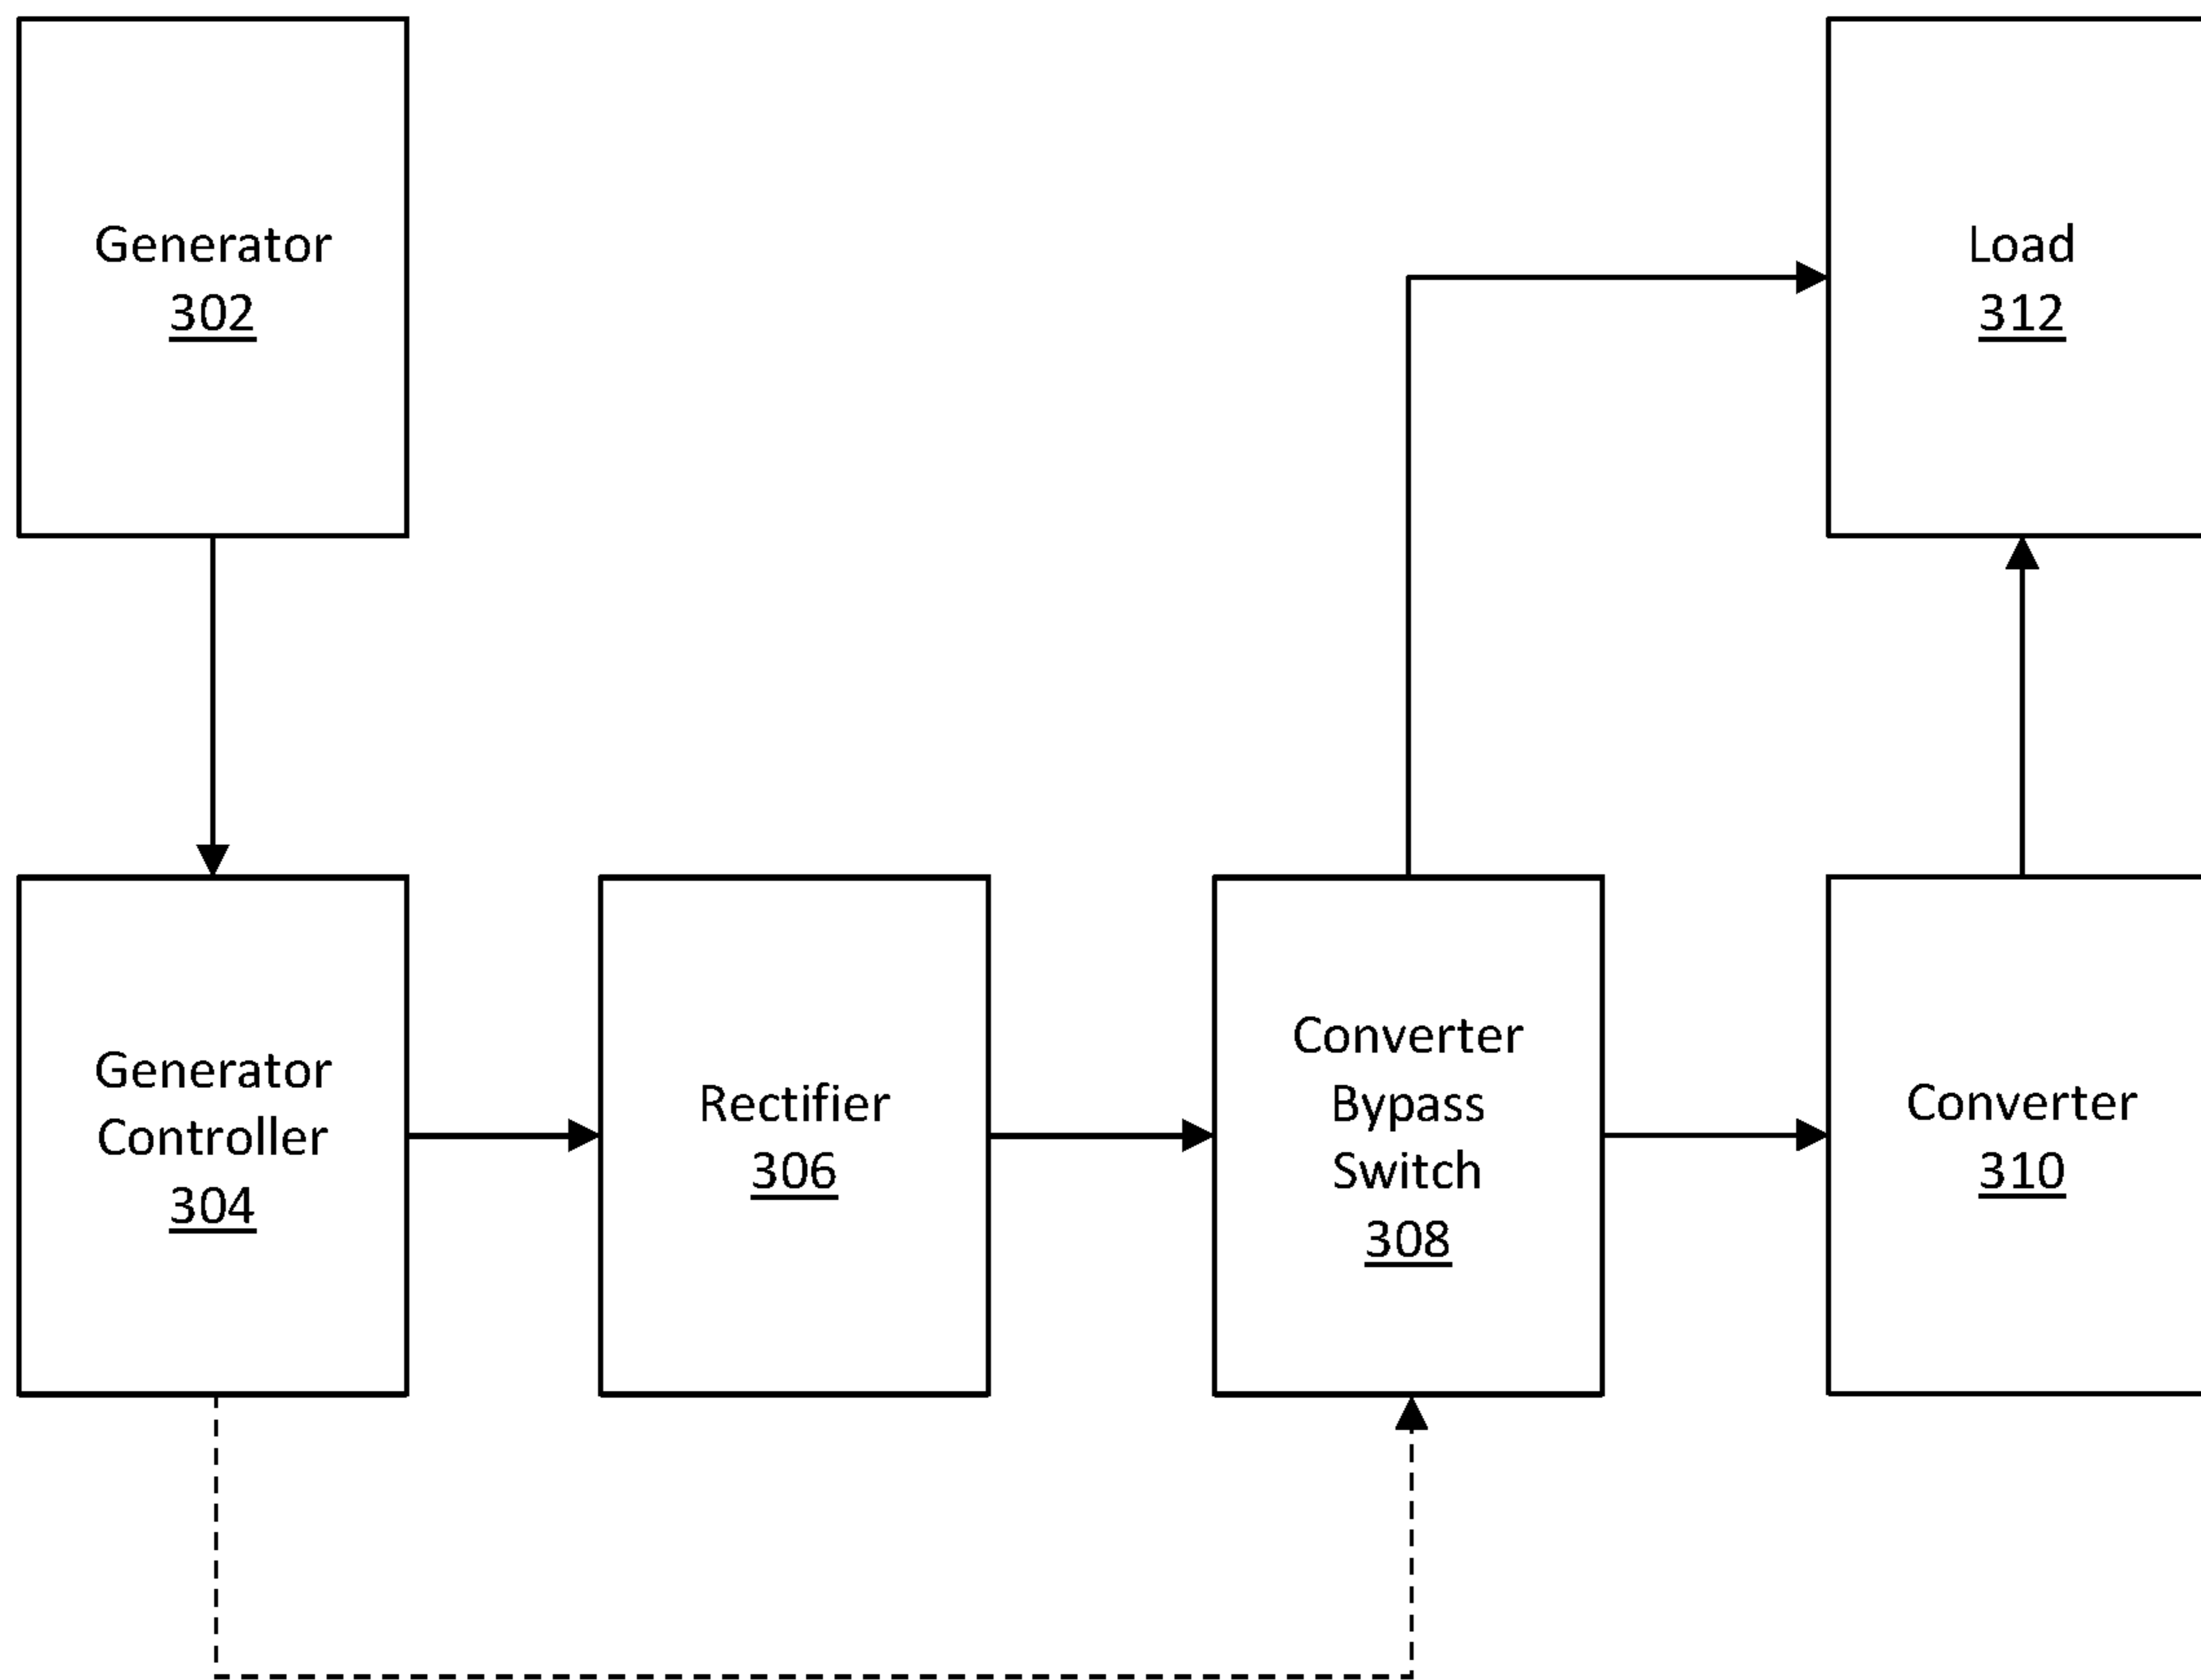 Generator
302
Load
312
Generator
Controller
304
Rectifier
306
Converter
Bypass
Switch
308
Converter
310